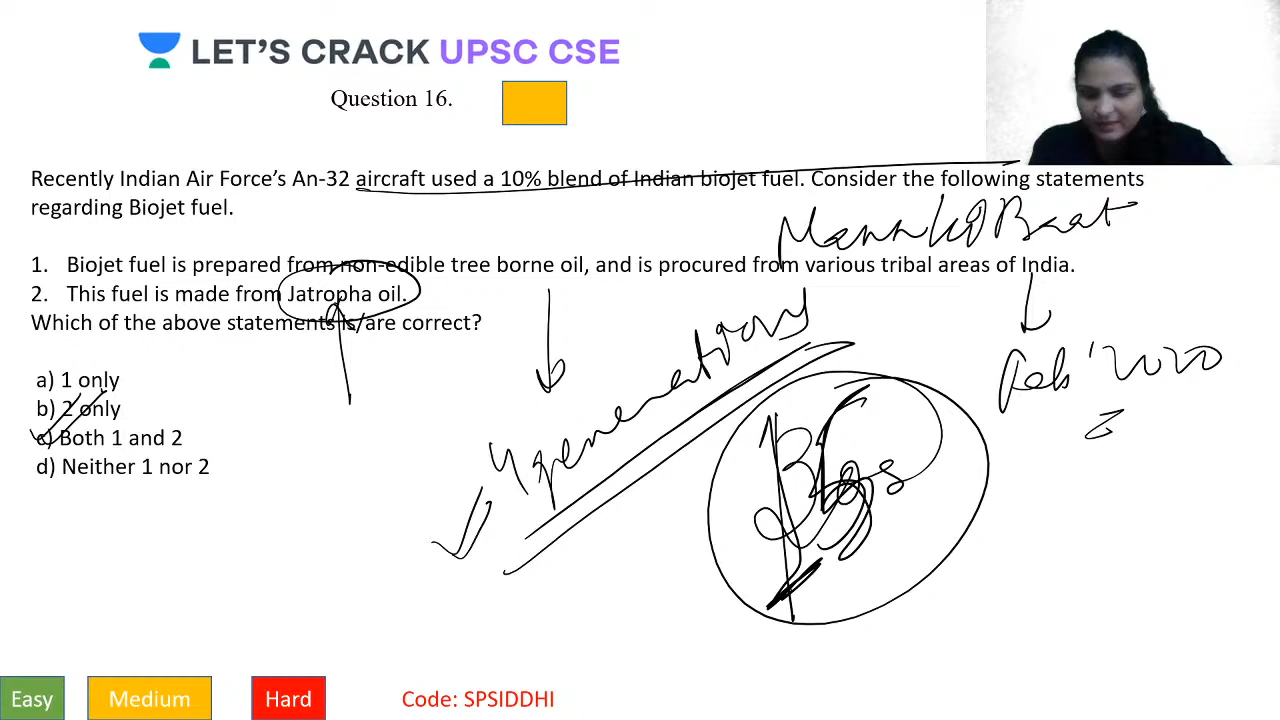 LET'S CRACK UPSC CSE
Question 16.
Recently Indian Air Force's An-32 aircraft used a 10% blend of Indian biojet fuel. Consider the following statements
regarding Biojet fuel.
Mann ki Baat
1. Biojet fuel is prepared from non-edible tree borne oil, and is procured from various tribal areas of India.
2. This fuel is made from Jatropha oil.
Which of the above statements is/are correct?
Feb '2020
a) 1 only
b) 2 only
c) Both 1 and 2
d) Neither 1 nor 2
4 generations
Easy
Medium
Hard
Code: SPSIDDHI